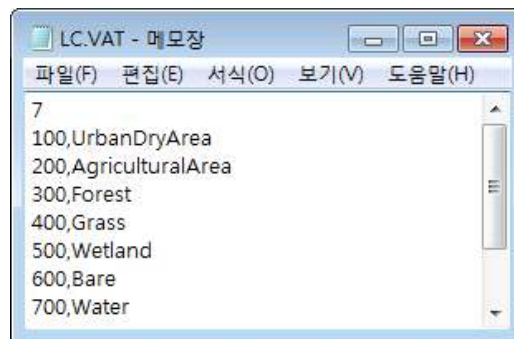 LC.VAT - 메모장
파일(F) 편집(E) 서식(O) 보기(V) 도움말(H)
7
100,UrbanDryArea
200,AgriculturalArea
300,Forest
400,Grass
500,Wetland
600,Bare
700,Water